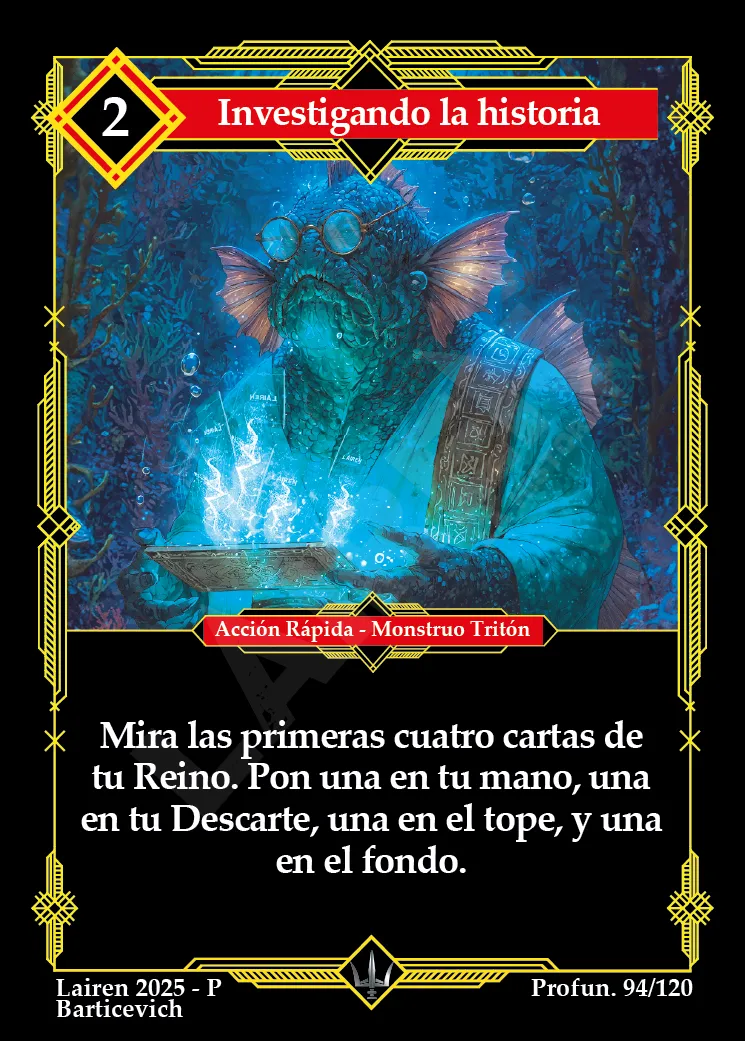 2
Investigando la historia
LAIREN
Acción Rápida - Monstruo Tritón
Mira las primeras cuatro cartas de
tu Reino. Pon una en tu mano, una
en tu Descarte, una en el tope, y una
en el fondo.
Lairen 2025 - P
Barticevich
Profun. 94/120